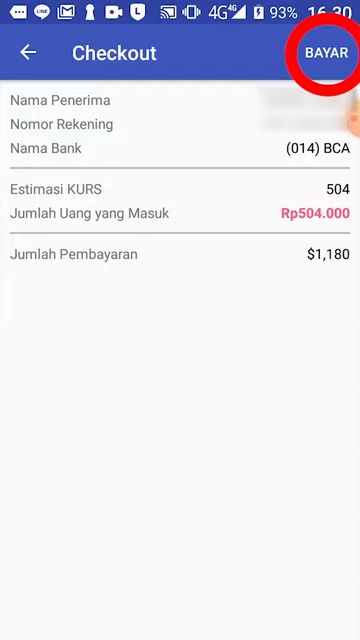 4G 4G 93% 16.30
Checkout BAYAR
Nama Penerima
Nomor Rekening
Nama Bank (014) BCA
Estimasi KURS 504
Jumlah Uang yang Masuk Rp504.000
Jumlah Pembayaran $1,180